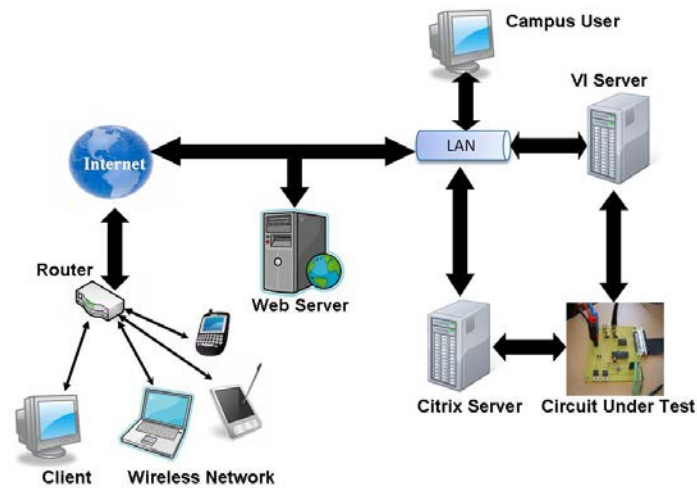 Campus User
VI Server
LAN
Internet
Router
Web Server
Citrix Server
Circuit Under Test
Client
Wireless Network